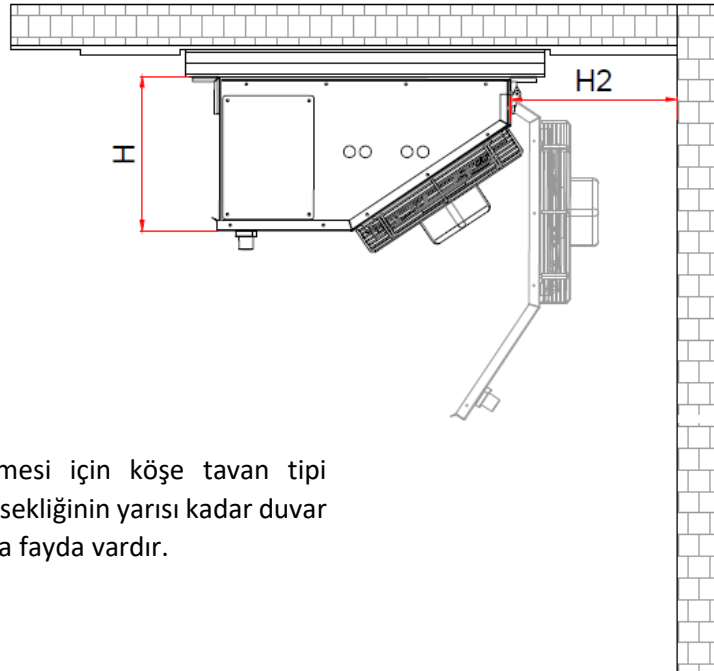 H2
H
mesi için köşe tavan tipi
sekliğinin yarısı kadar duvar
a fayda vardır.